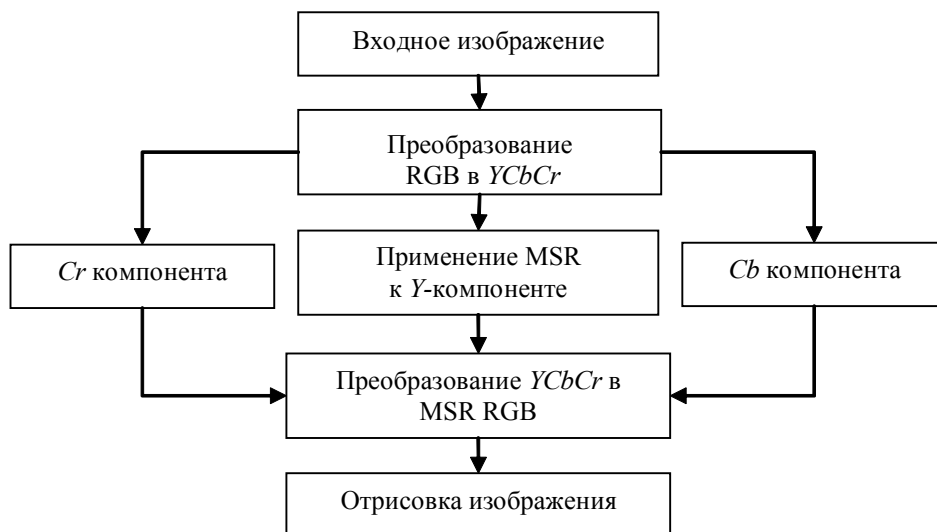 Входное изображение
Преобразование
RGB в YCbCr
Cr компонента
Применение MSR
к Y-компоненте
Cb компонента
Преобразование YCbCr в
MSR RGB
Отрисовка изображения